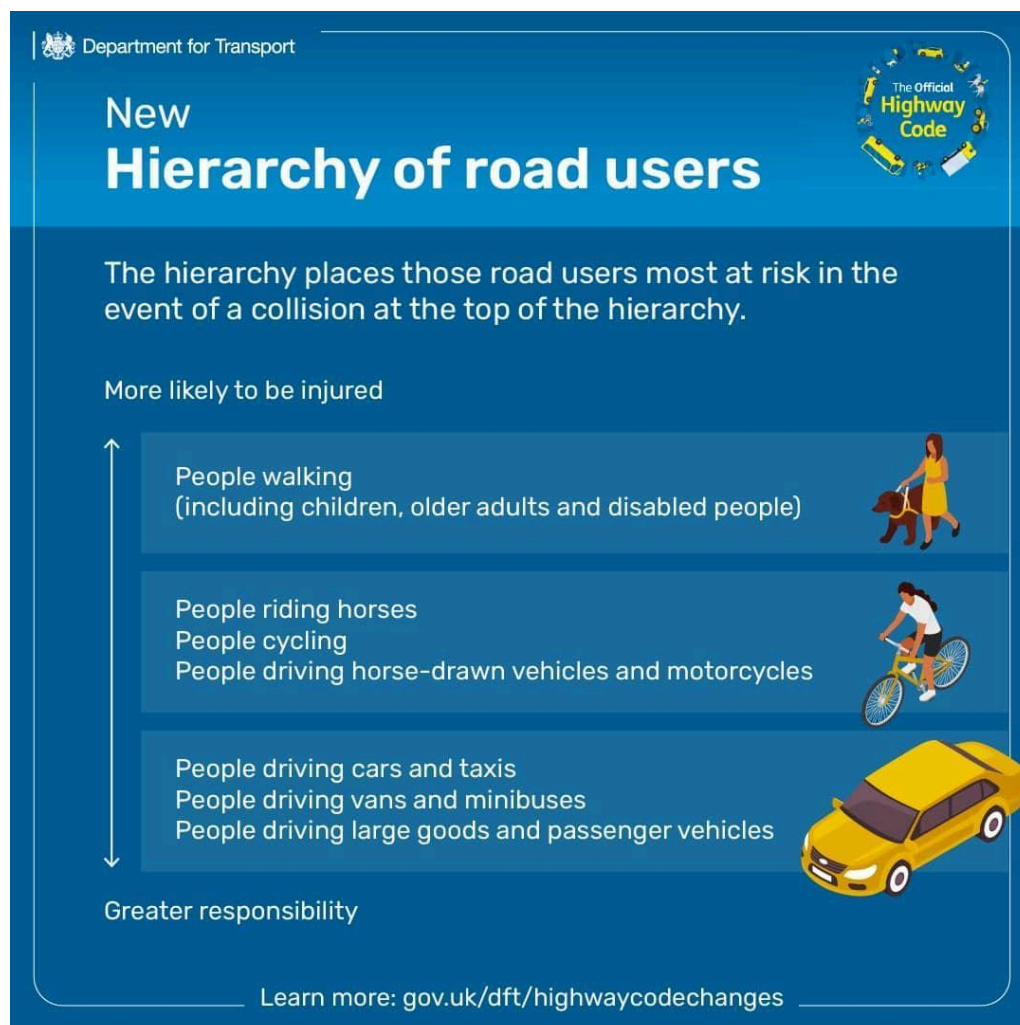 Department for Transport
The Official
Highway
Code
New
Hierarchy of road users
The hierarchy places those road users most at risk in the
event of a collision at the top of the hierarchy.
More likely to be injured
People walking
(including children, older adults and disabled people)
People riding horses
People cycling
People driving horse-drawn vehicles and motorcycles
People driving cars and taxis
People driving vans and minibuses
People driving large goods and passenger vehicles
Greater responsibility
Learn more: gov.uk/dft/highwaycodechanges